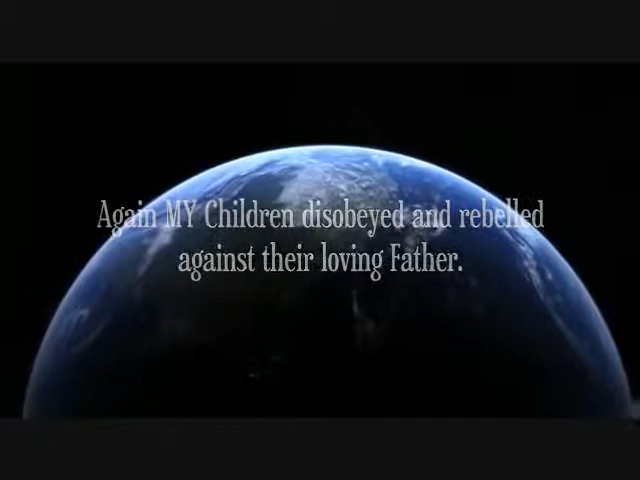 Again MY Children disobeyed and rebelled
against their loving Father.